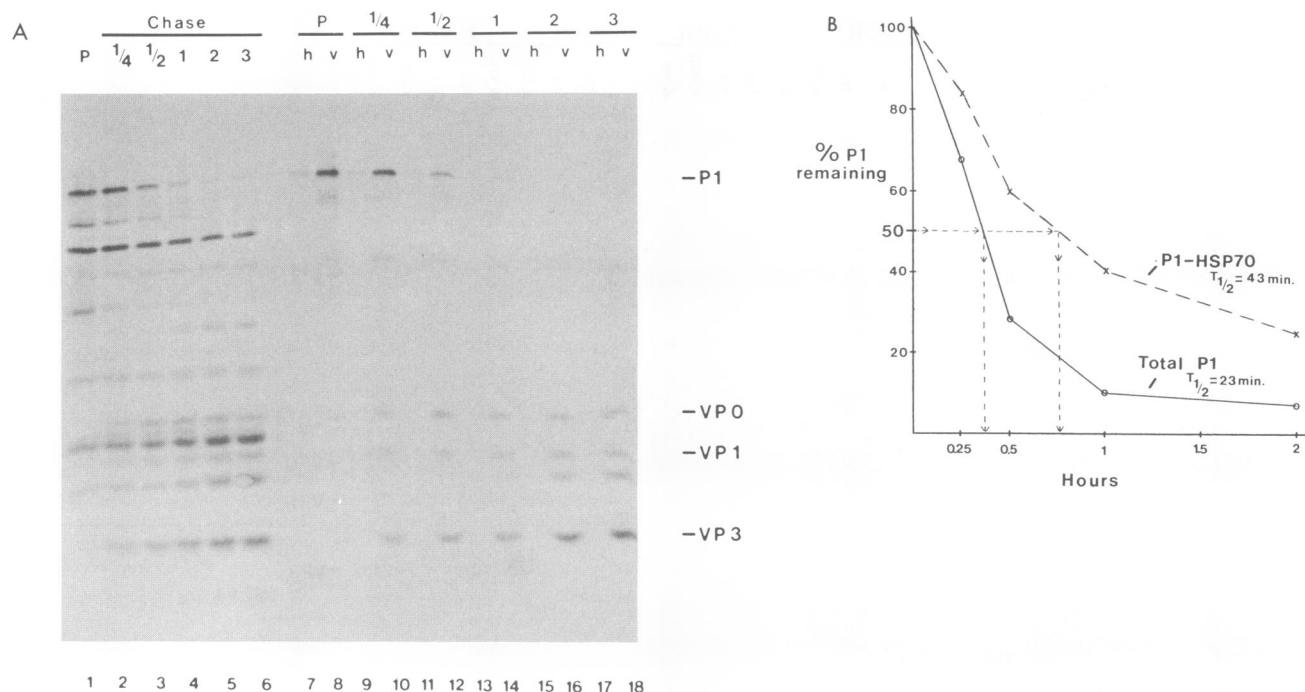 A
Chase
P 1/4 1/2 1 2 3
P 1/4 1/2 1 2 3
h v h v h v h v h v h v
-P1
-VP0
-VP1
-VP3
1 2 3 4 5 6 7 8 9 10 11 12 13 14 15 16 17 18
B
100
80
% P1
remaining
60
50
40
20
P1-HSP70
T1/2 = 43 min.
Total P1
T1/2 = 23 min.
0.25 0.5 1 1.5 2
Hours